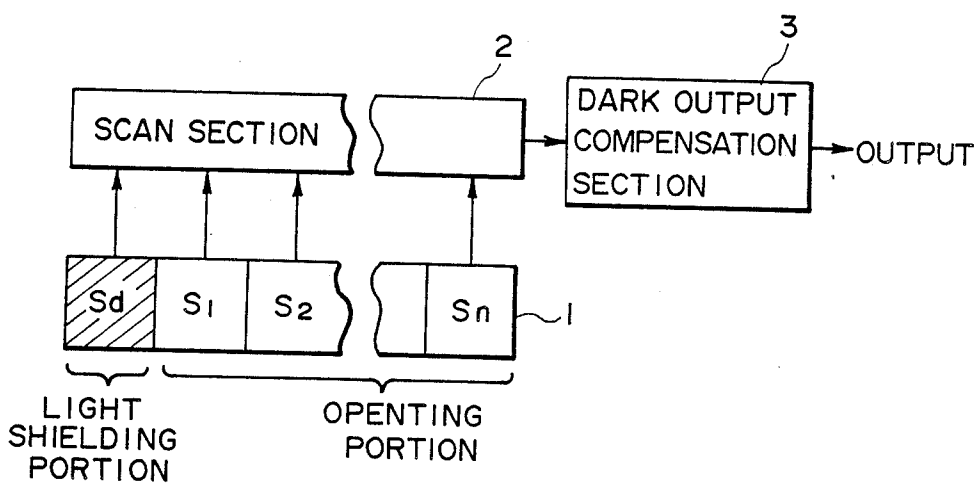 3
2
DARK OUTPUT
COMPENSATION
SECTION
SCAN SECTION
OUTPUT
Sd S1 S2 Sn 1
LIGHT
SHIELDING
PORTION
OPENTING
PORTION